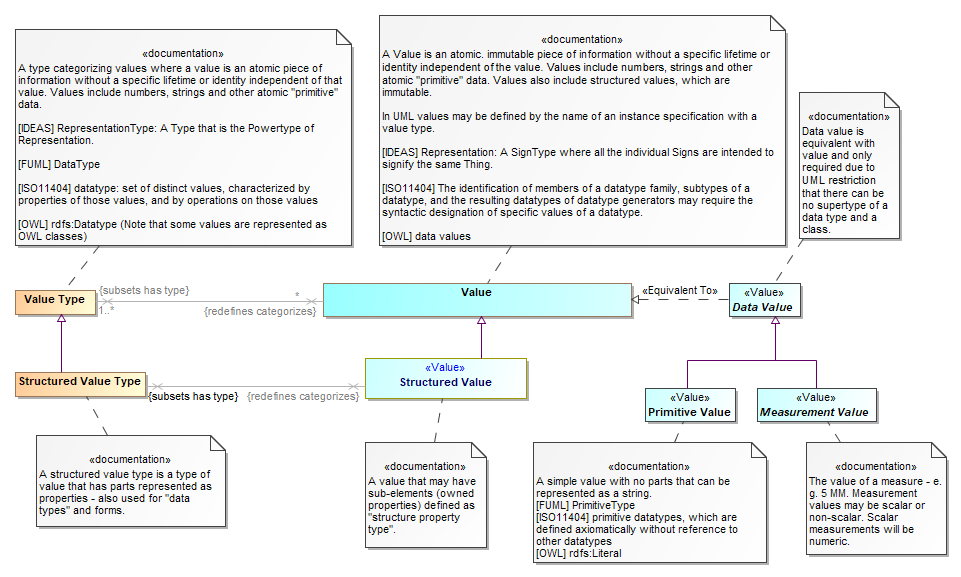 «documentation»
A type categorizing values where a value is an atomic piece of
information without a specific lifetime or identity independent of that
value. Values include numbers, strings and other atomic "primitive"
data.
[IDEAS] RepresentationType: A Type that is the Powertype of
Representation.
[FUML] DataType
[ISO11404] datatype: set of distinct values, characterized by
properties of those values, and by operations on those values
[OWL] rdfs:Datatype (Note that some values are represented as
OWL classes)
«documentation»
A Value is an atomic. immutable piece of information without a specific lifetime or
identity independent of the value. Values include numbers, strings and other
atomic "primitive" data. Values also include structured values, which are
immutable.
In UML values may be defined by the name of an instance specification with a
value type.
[IDEAS] Representation: A SignType where all the individual Signs are intended to
signify the same Thing.
[ISO11404] The identification of members of a datatype family, subtypes of a
datatype, and the resulting datatypes of datatype generators may require the
syntactic designation of specific values of a datatype.
[OWL] data values
«documentation»
Data value is
equivalent with
value and only
required due to
UML restriction
that there can be
no supertype of a
data type and a
class.
Value Type
{subsets has type}
1..*
*
{redefines categorizes}
Value
«Equivalent To»
«Value»
Data Value
Structured Value Type
{subsets has type}
{redefines categorizes}
«Value»
Structured Value
«Value»
Primitive Value
«Value»
Measurement Value
«documentation»
A structured value type is a type of
value that has parts represented as
properties - also used for "data
types" and forms.
«documentation»
A value that may have
sub-elements (owned
properties) defined as
"structure property
type".
«documentation»
A simple value with no parts that can be
represented as a string.
[FUML] PrimitiveType
[ISO11404] primitive datatypes, which are
defined axiomatically without reference to
other datatypes
[OWL] rdfs:Literal
«documentation»
The value of a measure - e.
g. 5 MM. Measurement
values may be scalar or
non-scalar. Scalar
measurements will be
numeric.